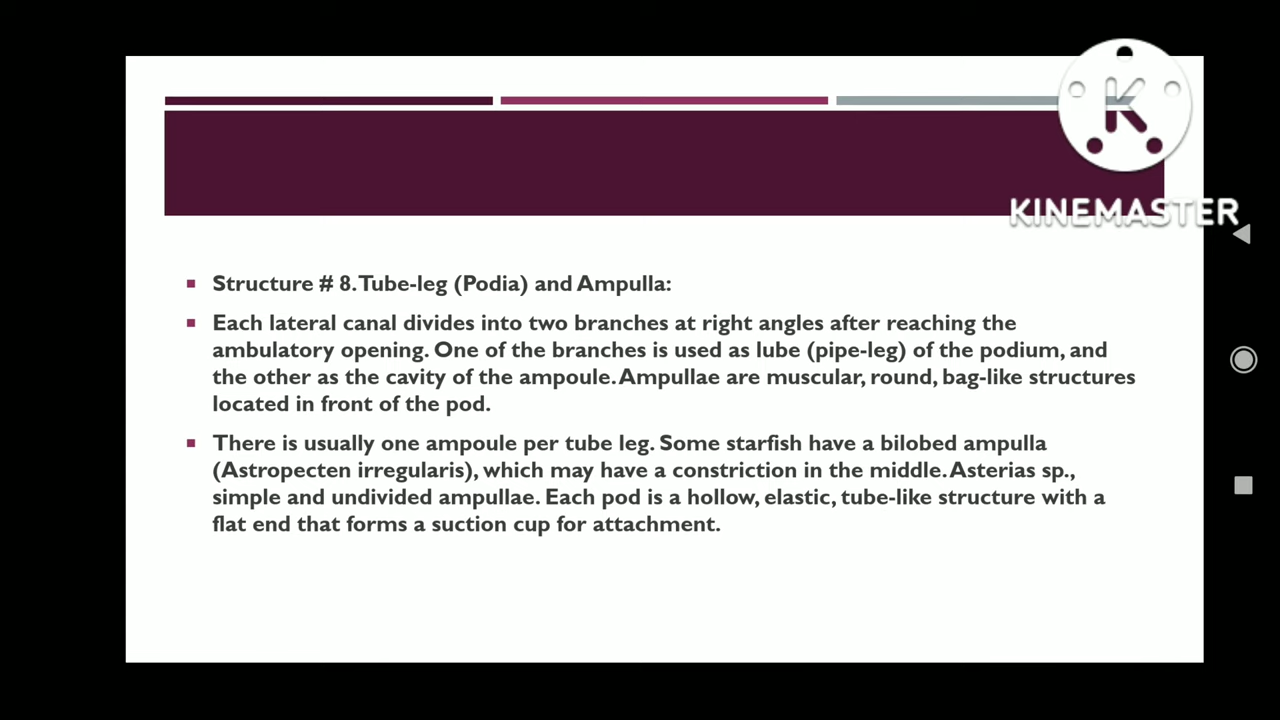 KINEMASTER
Structure # 8. Tube-leg (Podia) and Ampulla:
Each lateral canal divides into two branches at right angles after reaching the
ambulatory opening. One of the branches is used as lube (pipe-leg) of the podium, and
the other as the cavity of the ampoule. Ampullae are muscular, round, bag-like structures
located in front of the pod.
There is usually one ampoule per tube leg. Some starfish have a bilobed ampulla
(Astropecten irregularis), which may have a constriction in the middle. Asterias sp.,
simple and undivided ampullae. Each pod is a hollow, elastic, tube-like structure with a
flat end that forms a suction cup for attachment.